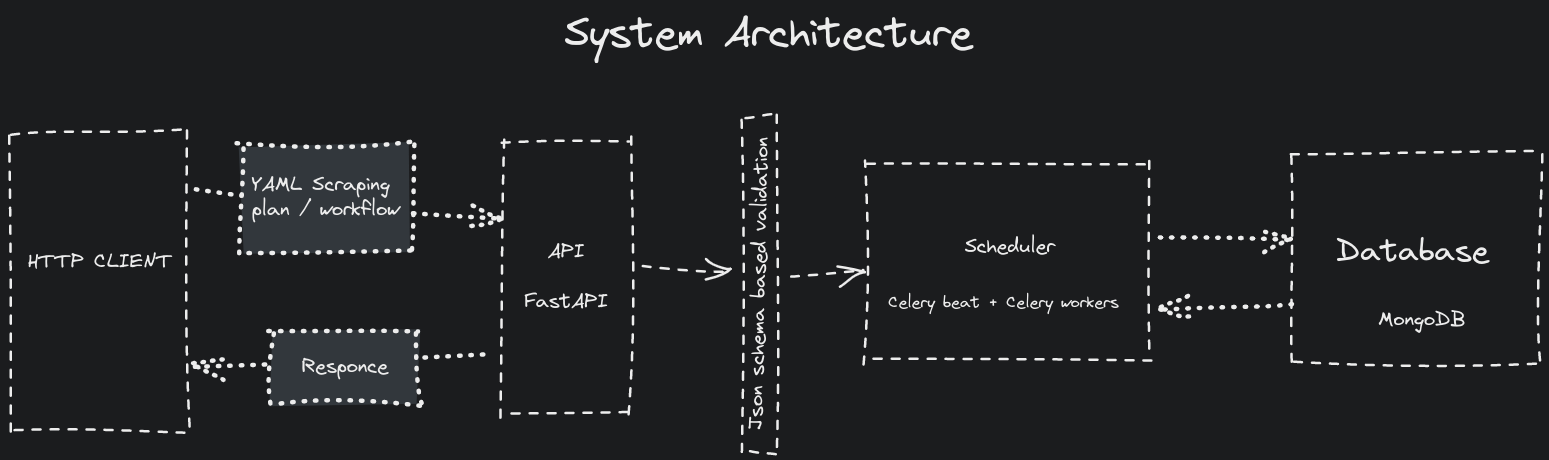 System Architecture
HTTP CLIENT
YAML Scraping
plan / workflow
Responce
API
FastAPI
Json schema based validation
Scheduler
Celery beat + Celery workers
Database
MongoDB